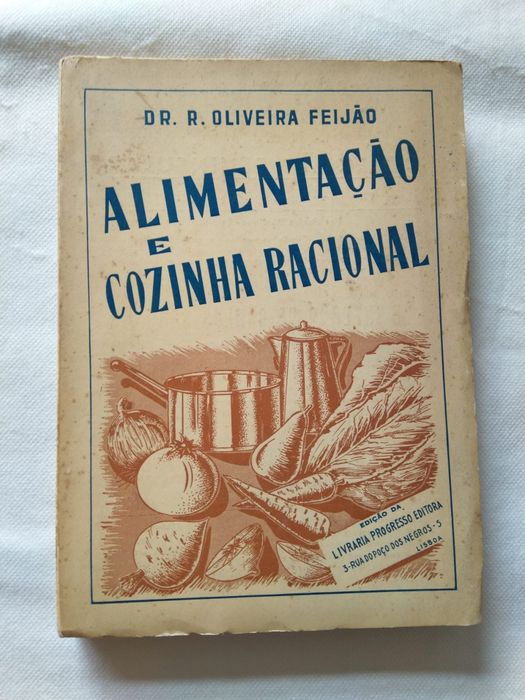 DR. R. OLIVEIRA FEIJÃO
ALIMENTAÇÃO
E
COZINHA RACIONAL
EDIÇÃO DA
LIVRARIA PROGRESSO EDITORA
3-RUA DO POÇO DOS NEGROS-5
LISBOA